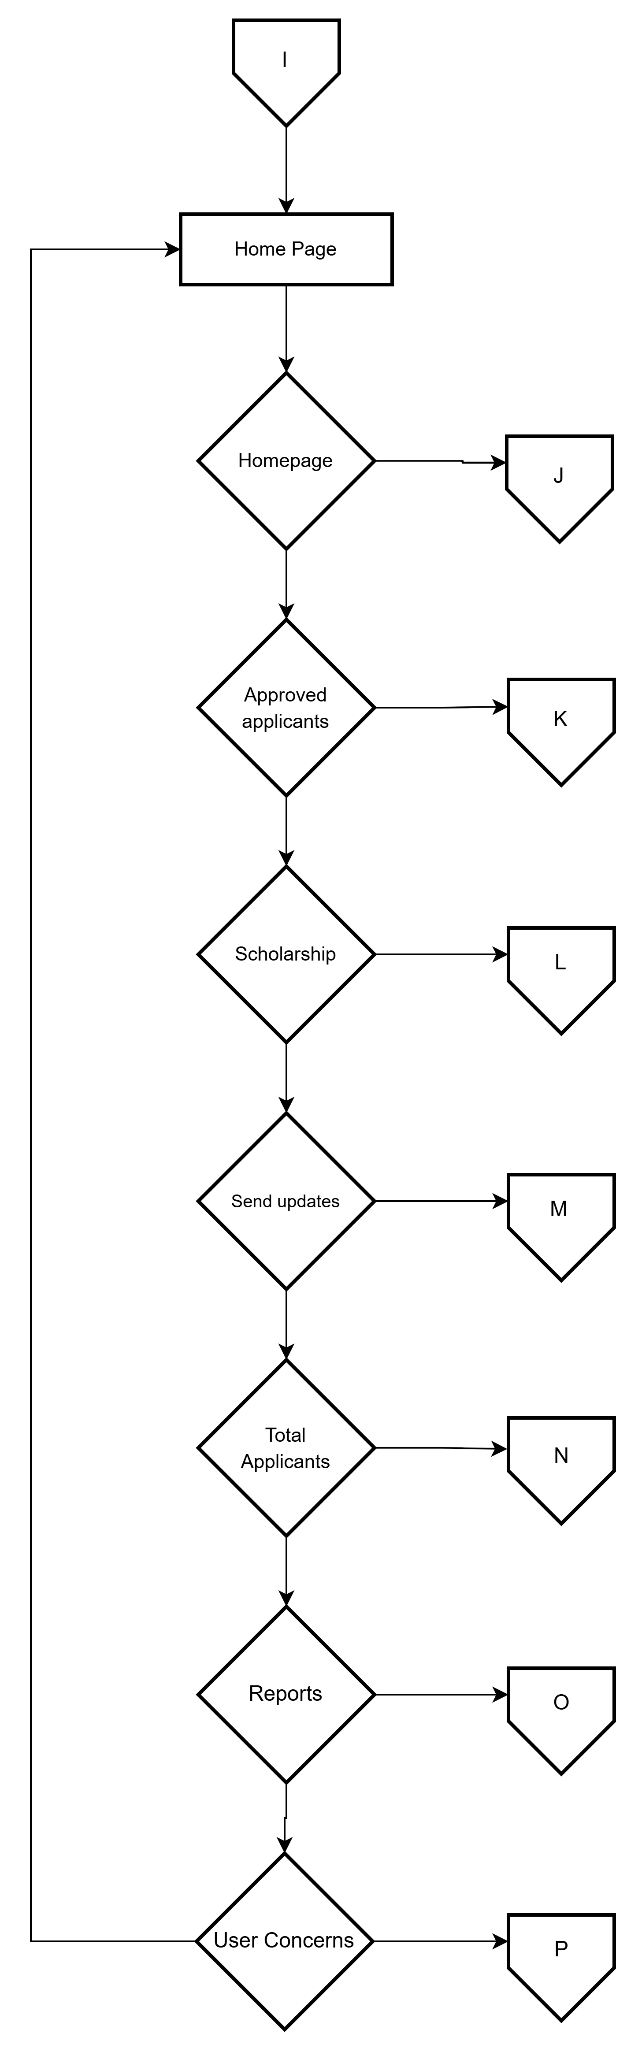 I
Home Page
Homepage
J
Approved
applicants
K
Scholarship
L
Send updates
M
Total
Applicants
N
Reports
O
User Concerns
P